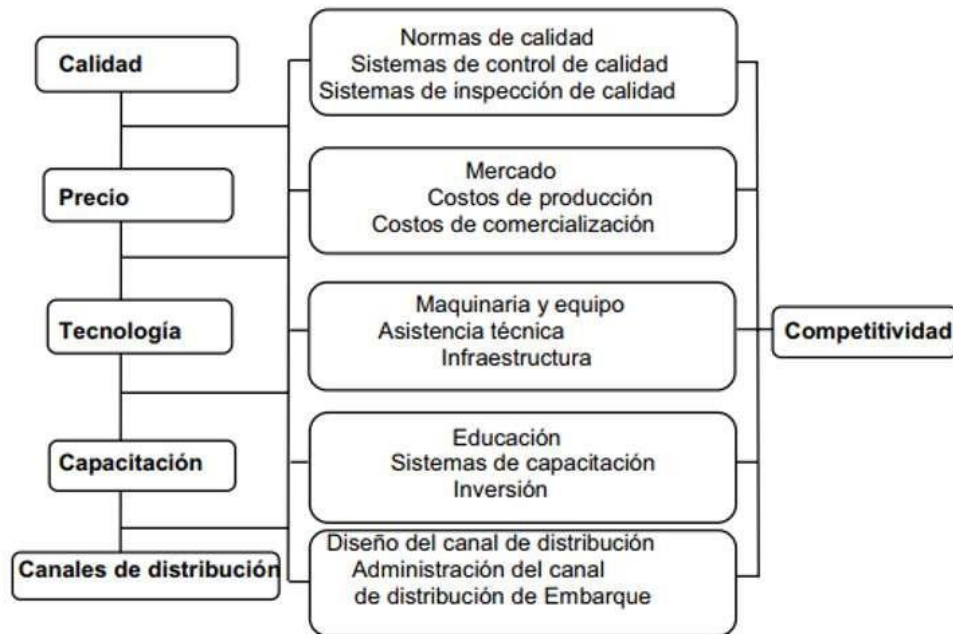 Calidad
Normas de calidad
Sistemas de control de calidad
Sistemas de inspección de calidad
Precio
Mercado
Costos de producción
Costos de comercialización
Tecnología
Maquinaria y equipo
Asistencia técnica
Infraestructura
Competitividad
Capacitación
Educación
Sistemas de capacitación
Inversión
Canales de distribución
Diseño del canal de distribución
Administración del canal
de distribución de Embarque